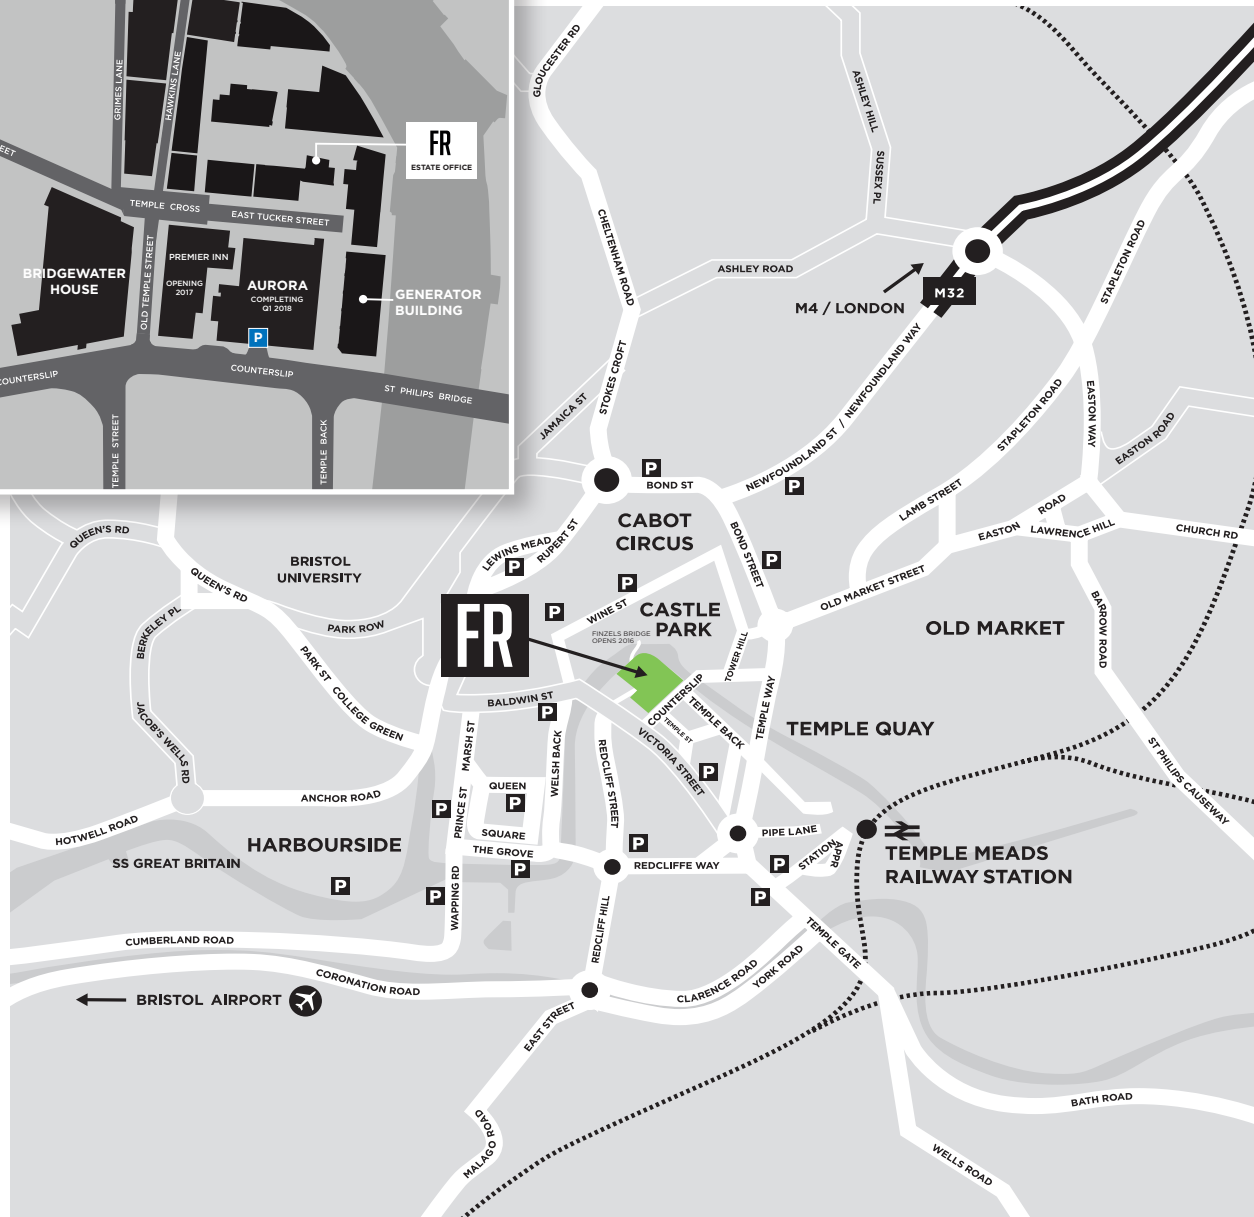 GRIMES LANE
HAWKINS LANE
FR
ESTATE OFFICE
EET
TEMPLE CROSS
EAST TUCKER STREET
OLD TEMPLE STREET
PREMIER INN
OPENING
2017
BRIDGEWATER
HOUSE
AURORA
COMPLETING
Q1 2018
GENERATOR
BUILDING
P
COUNTERSLIP
COUNTERSLIP
ST PHILIPS BRIDGE
TEMPLE STREET
TEMPLE BACK
GLOUCESTER RD
ASHLEY HILL
SUSSEX PL
CHELTENHAM ROAD
ASHLEY ROAD
M4 / LONDON
M32
STAPLETON ROAD
STOKES CROFT
JAMAICA ST
NEWFOUNDLAND ST / NEWFOUNDLAND WAY
STAPLETON ROAD
EASTON WAY
EASTON ROAD
P
BOND ST
P
LAMB STREET
QUEEN'S RD
LEWINS MEAD
RUPERT ST
CABOT
CIRCUS
BOND STREET
EASTON
ROAD
LAWRENCE HILL
CHURCH RD
BRISTOL
UNIVERSITY
P
P
P
QUEEN'S RD
OLD MARKET STREET
BARROW ROAD
BERKELEY PL
PARK ROW
FR
P
WINE ST
CASTLE
PARK
FINZELS BRIDGE
OPENS 2016
OLD MARKET
TOWER HILL
PARK ST
COLLEGE GREEN
BALDWIN ST
COUNTERSLIP
TEMPLE BACK
TEMPLE ST
TEMPLE WAY
TEMPLE QUAY
JACOB'S WELLS RD
P
MARSH ST
WELSH BACK
REDCLIFF STREET
VICTORIA STREET
P
ST PHILIPS CAUSEWAY
ANCHOR ROAD
QUEEN
P
P
PRINCE ST
SQUARE
HOTWELL ROAD
HARBOURSIDE
THE GROVE
P
P
PIPE LANE
SS GREAT BRITAIN
REDCLIFFE WAY
P
STATION
APPR
TEMPLE MEADS
RAILWAY STATION
P
P
WAPPING RD
P
REDCLIFF HILL
TEMPLE GATE
CUMBERLAND ROAD
CORONATION ROAD
CLARENCE ROAD
YORK ROAD
BRISTOL AIRPORT
EAST STREET
BATH ROAD
MALAGO ROAD
WELLS ROAD